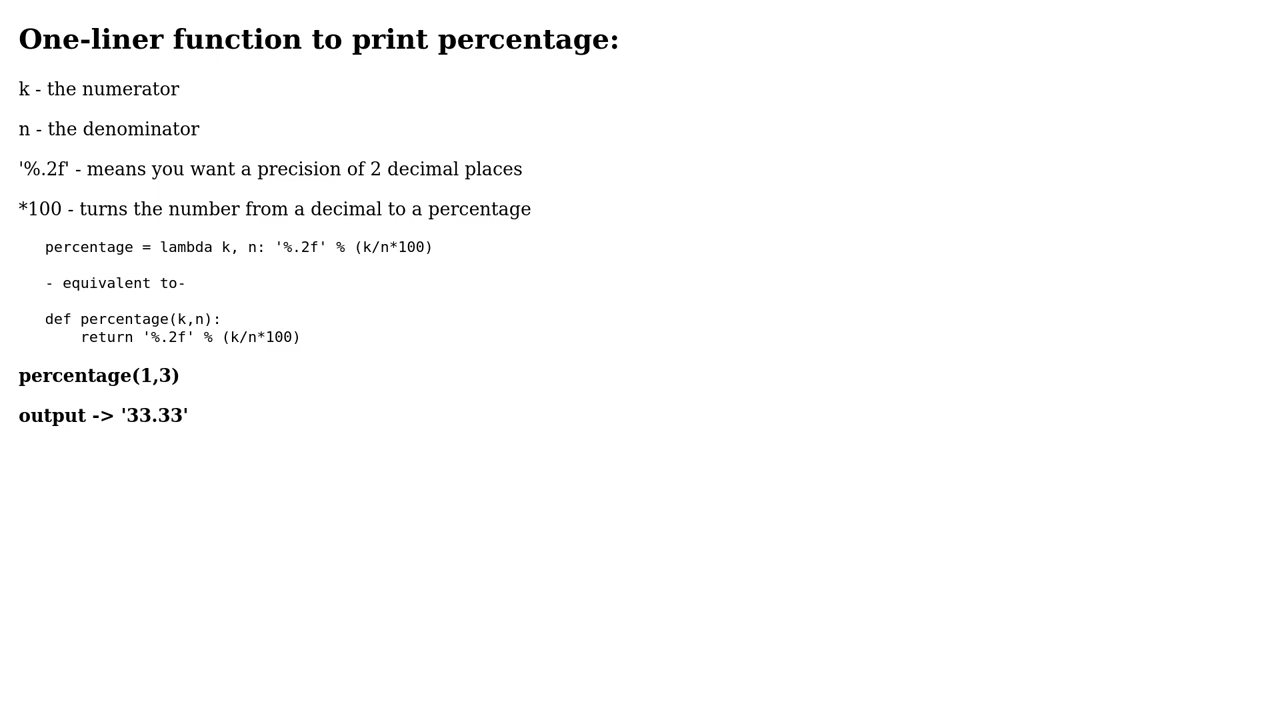 One-liner function to print percentage:
k - the numerator
n - the denominator
'%.2f' - means you want a precision of 2 decimal places
*100 - turns the number from a decimal to a percentage
percentage = lambda k, n: '%.2f' % (k/n*100)
- equivalent to-
def percentage(k,n):
    return '%.2f' % (k/n*100)
percentage(1,3)
output -> '33.33'